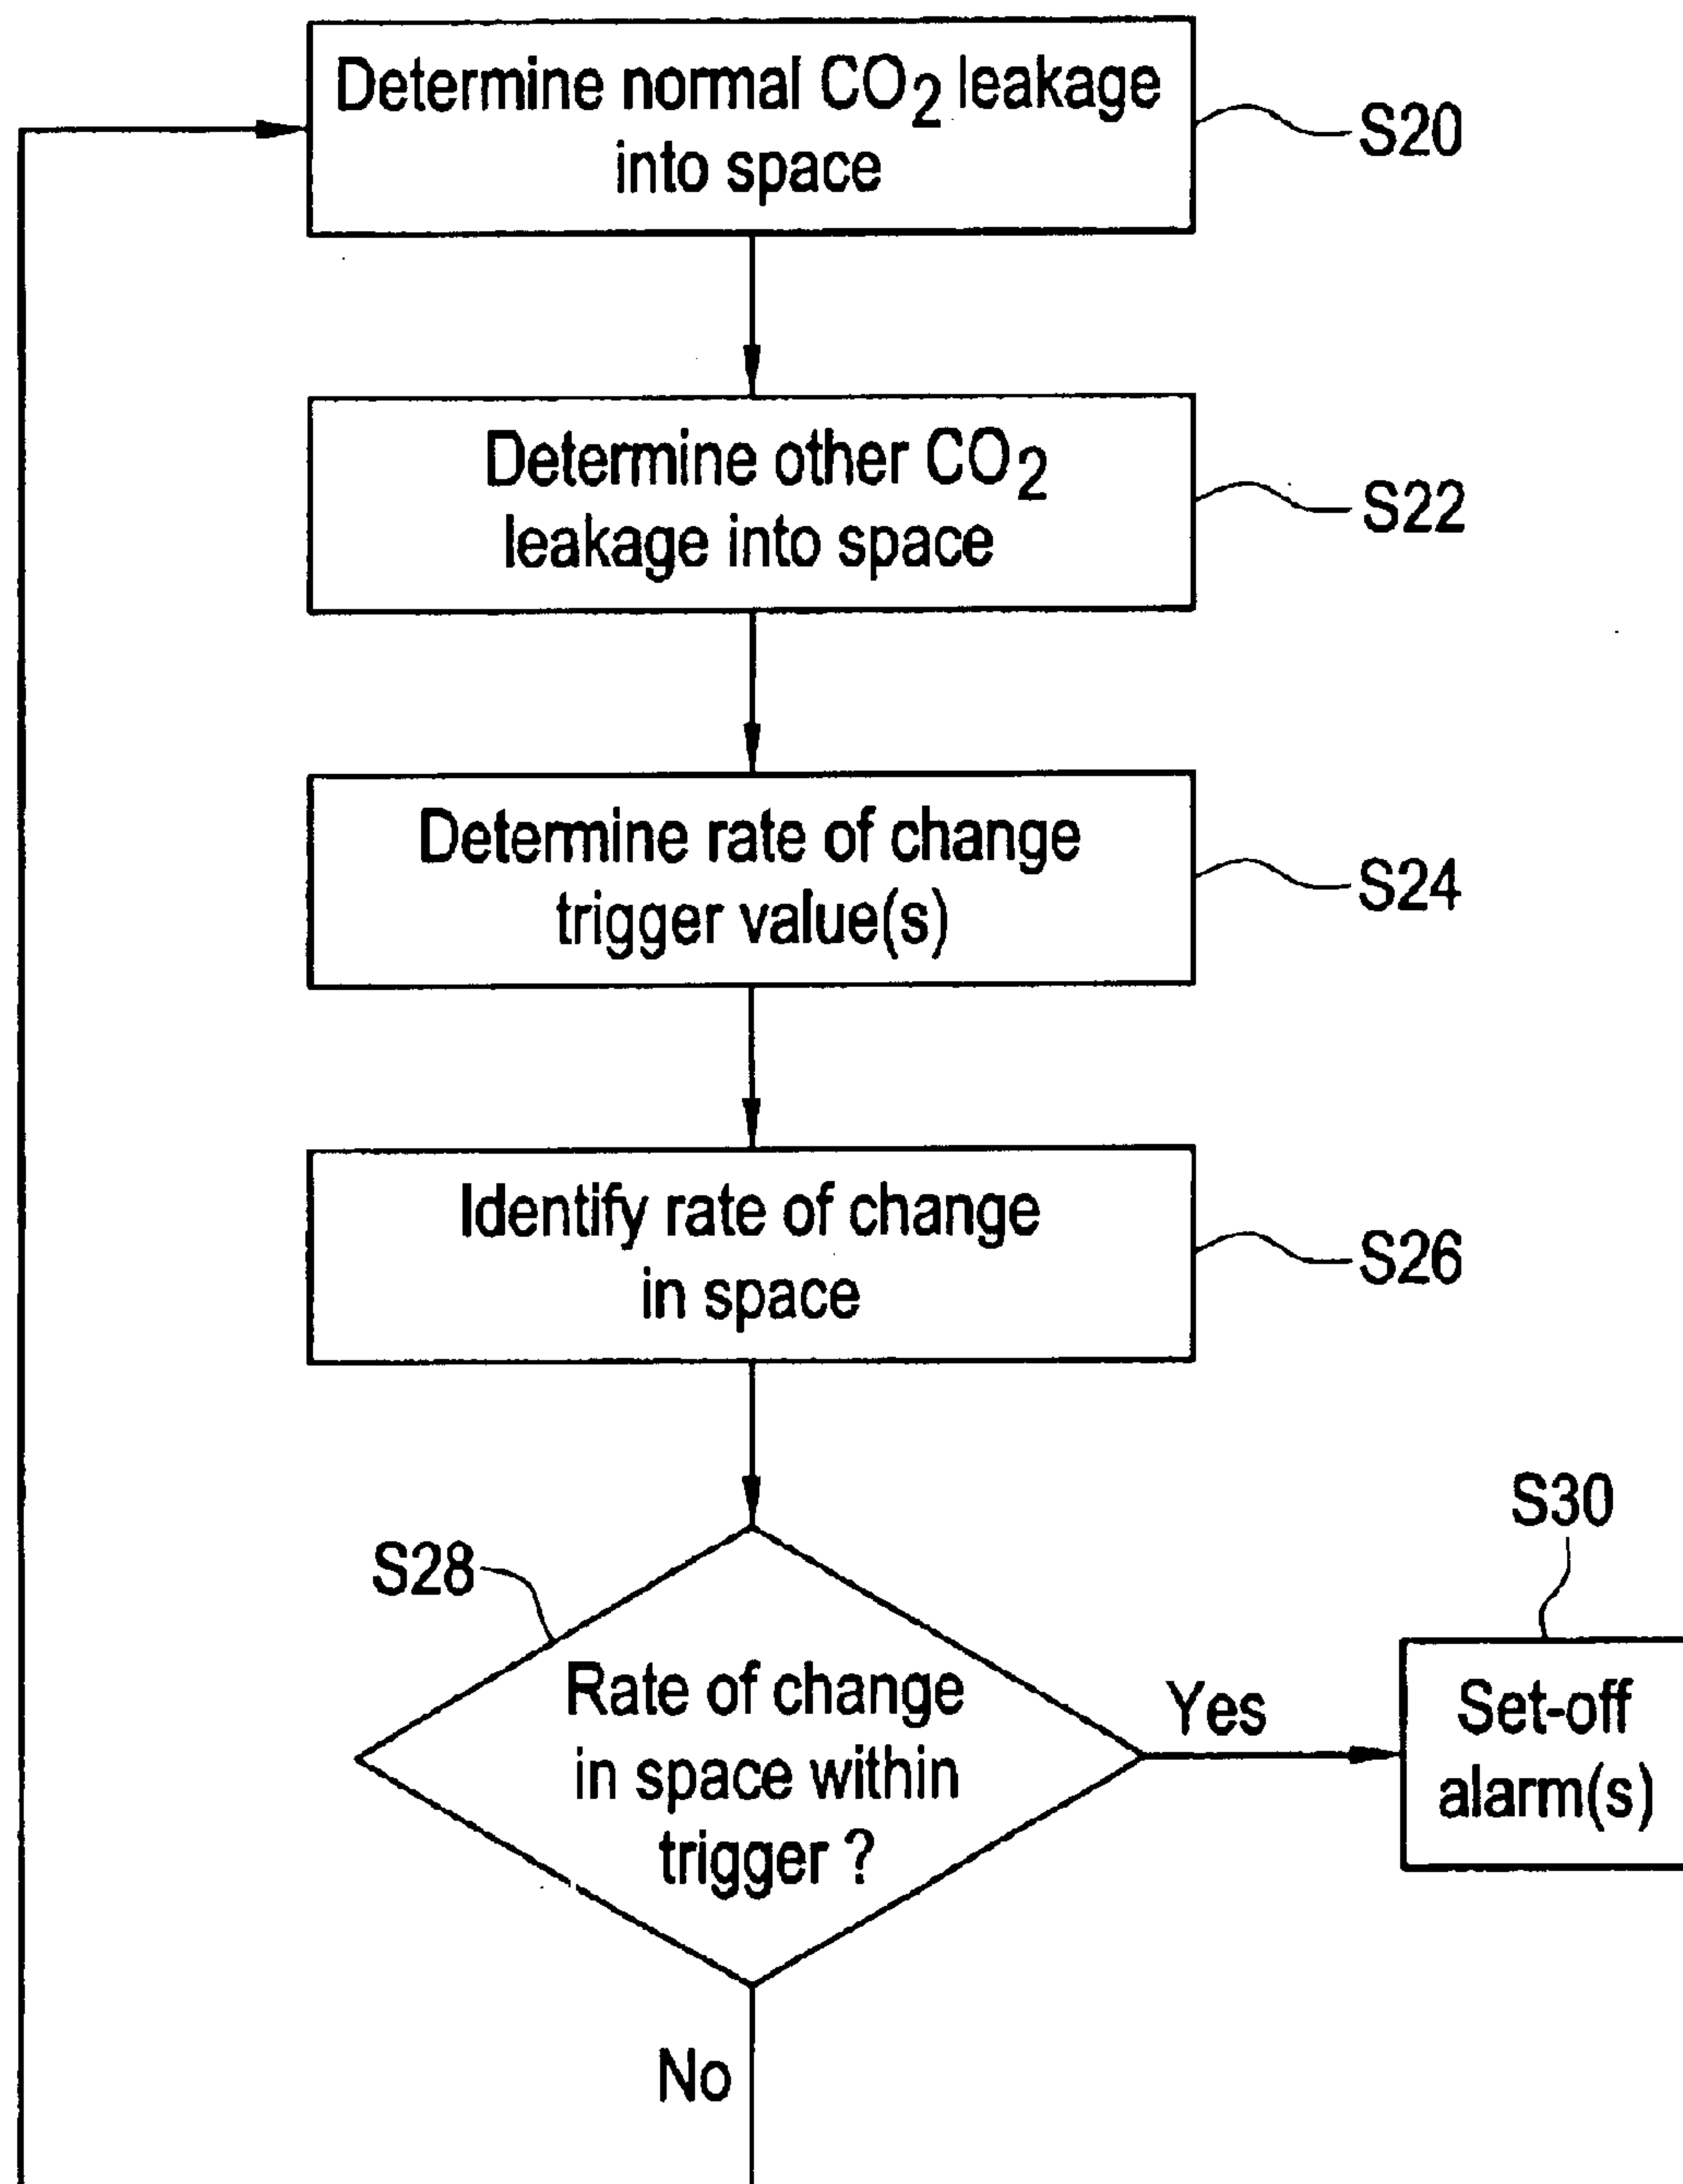 Determine normal CO2 leakage
into space
S20
Determine other CO2
leakage into space
S22
Determine rate of change
trigger value(s)
S24
Identify rate of change
in space
S26
S28
Rate of change
in space within
trigger ?
Yes
S30
Set-off
alarm(s)
No